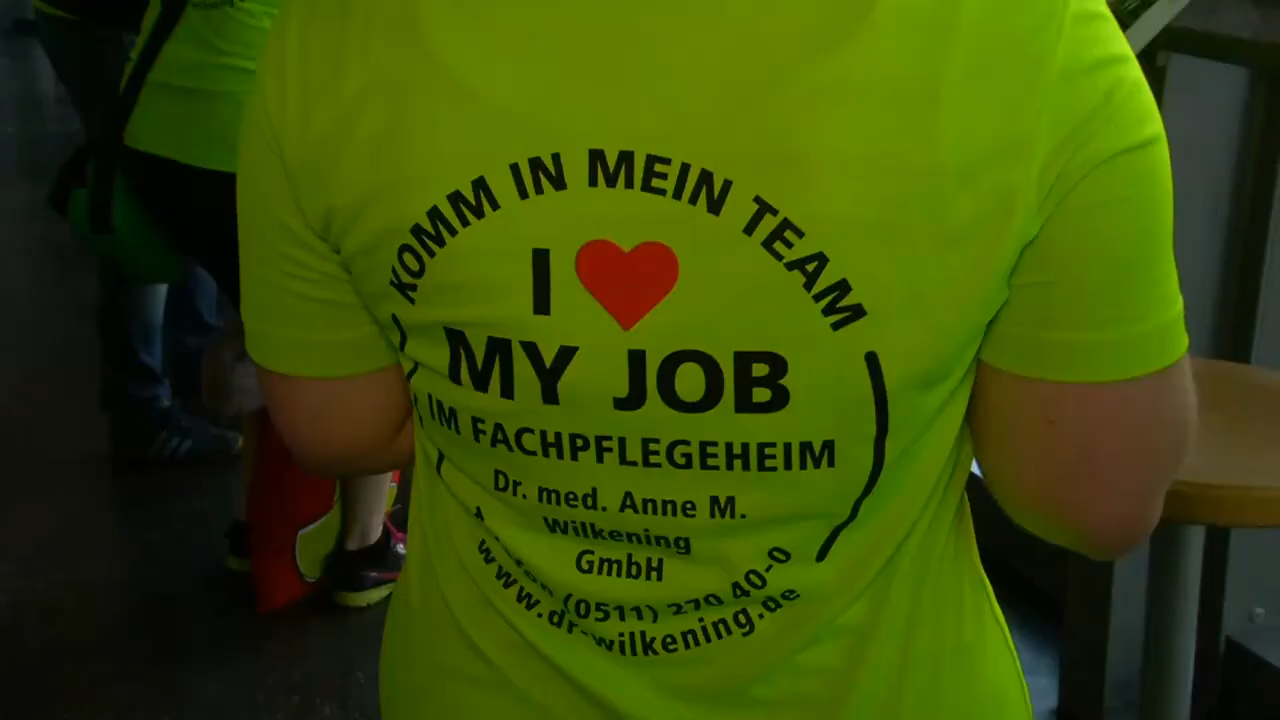 KOMM IN MEIN TEAM
I
MY JOB
IM FACHPFLEGEHEIM
Dr. med. Anne M.
Wilkening
GmbH
(0511) 270 40-0
www.dr-wilkening.de